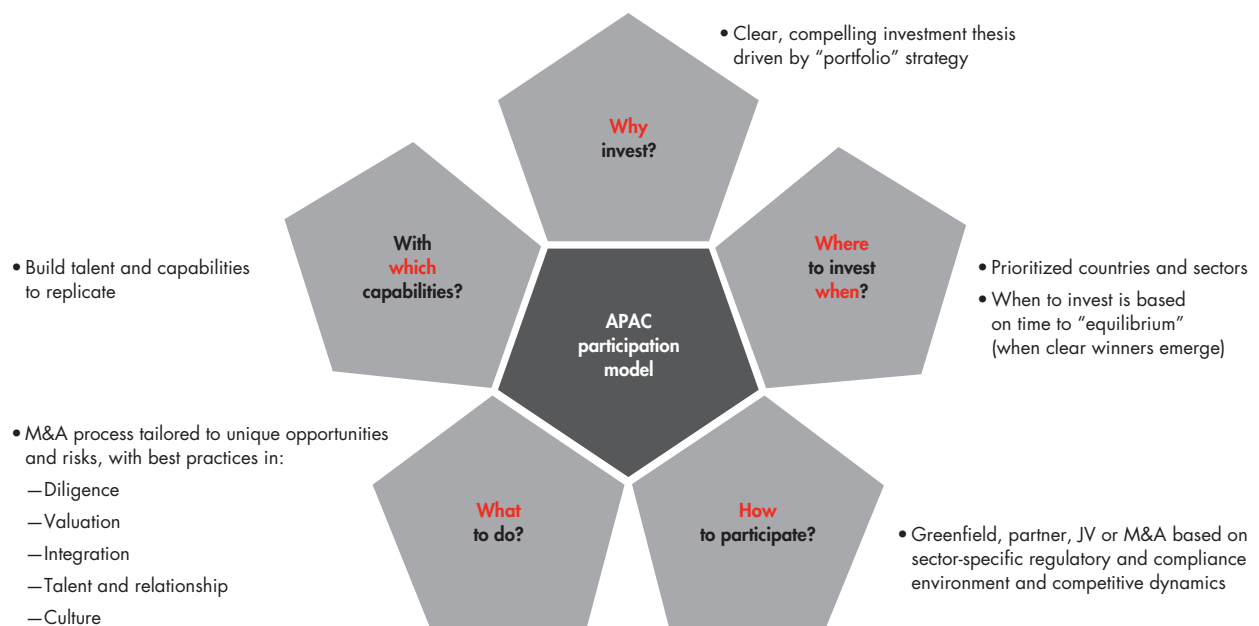 • Clear, compelling investment thesis
driven by “portfolio” strategy
Why
invest?
Where
to invest
when?
• Prioritized countries and sectors
• When to invest is based
on time to “equilibrium”
(when clear winners emerge)
How
to participate?
• Greenfield, partner, JV or M&A based on
sector-specific regulatory and compliance
environment and competitive dynamics
What
to do?
• M&A process tailored to unique opportunities
and risks, with best practices in:
—Diligence
—Valuation
—Integration
—Talent and relationship
—Culture
With
which
capabilities?
• Build talent and capabilities
to replicate
APAC
participation
model